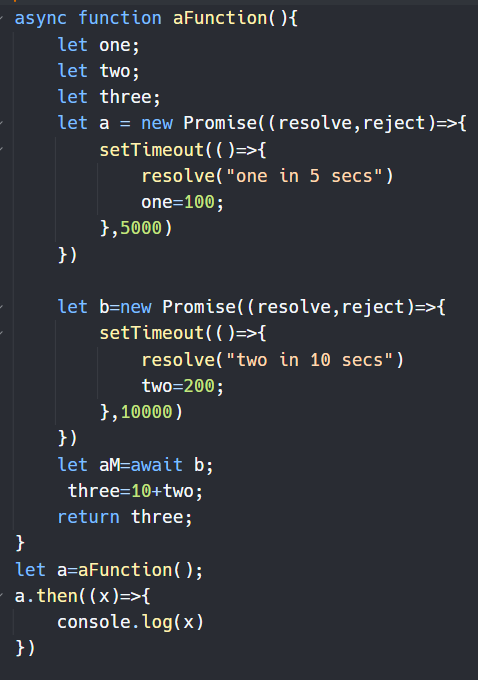 async function aFunction(){
    let one;
    let two;
    let three;
    let a = new Promise((resolve,reject)=>{
        setTimeout(()=>{
            resolve("one in 5 secs")
            one=100;
        },5000)
    })

    let b=new Promise((resolve,reject)=>{
        setTimeout(()=>{
            resolve("two in 10 secs")
            two=200;
        },10000)
    })
    let aM=await b;
     three=10+two;
    return three;
}
let a=aFunction();
a.then((x)=>{
    console.log(x)
})